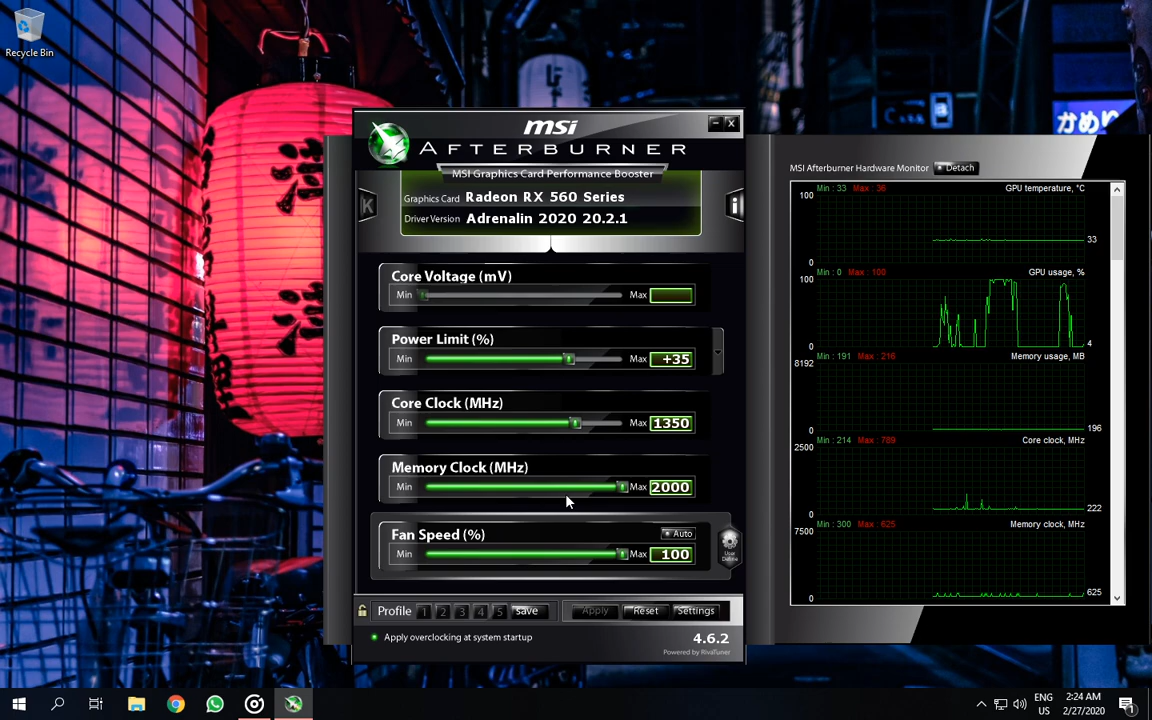 Recycle Bin
かめり
msi
AFTERBURNER
MSI Graphics Card Performance Booster
K
i
Graphics Card Radeon RX 560 Series
Driver Version Adrenalin 2020 20.2.1
Core Voltage (mV)
Min Max
Power Limit (%)
Min Max +35
Core Clock (MHz)
Min Max 1350
Memory Clock (MHz)
Min Max 2000
Fan Speed (%)
Auto
Min Max 100
User Define
Profile 1 2 3 4 5 save
Apply Reset Settings
Apply overclocking at system startup
4.6.2
Powered by RivaTuner
MSI Afterburner Hardware Monitor Detach
Min : 33 Max : 36 GPU temperature, °C
100
33
0
Min : 0 Max : 100 GPU usage, %
100
4
0
Min : 191 Max : 216 Memory usage, MB
8192
196
0
Min : 214 Max : 789 Core clock, MHz
2500
222
0
Min : 300 Max : 625 Memory clock, MHz
7500
625
0
ENG
US
2:24 AM
2/27/2020
1